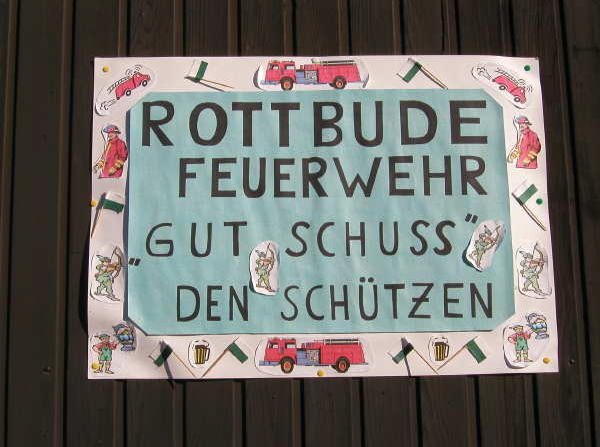 ROTTBUDE
FEUERWEHR
„GUT SCHUSS“
DEN SCHÜTZEN